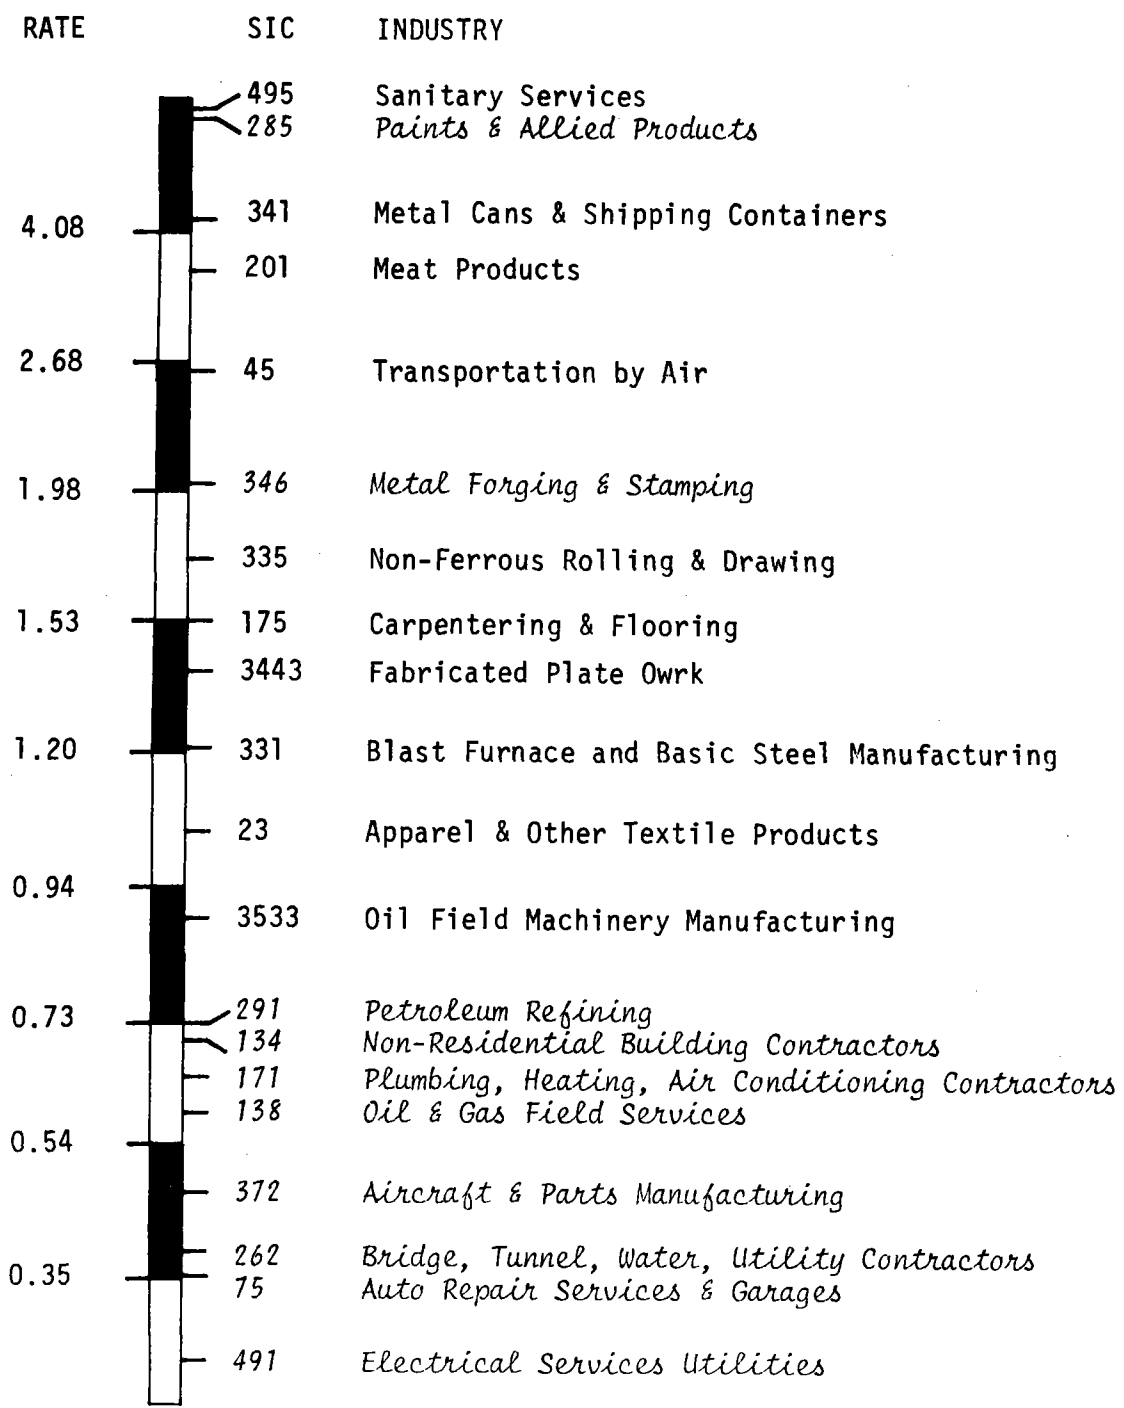 RATE SIC INDUSTRY
495 Sanitary Services
285 Paints & Allied Products
341 Metal Cans & Shipping Containers
4.08
201 Meat Products
2.68
45 Transportation by Air
346 Metal Forging & Stamping
1.98
335 Non-Ferrous Rolling & Drawing
1.53 175 Carpentering & Flooring
3443 Fabricated Plate Owrk
1.20 331 Blast Furnace and Basic Steel Manufacturing
23 Apparel & Other Textile Products
0.94
3533 Oil Field Machinery Manufacturing
0.73 291 Petroleum Refining
134 Non-Residential Building Contractors
171 Plumbing, Heating, Air Conditioning Contractors
138 Oil & Gas Field Services
0.54
372 Aircraft & Parts Manufacturing
262 Bridge, Tunnel, Water, Utility Contractors
0.35
75 Auto Repair Services & Garages
491 Electrical Services Utilities